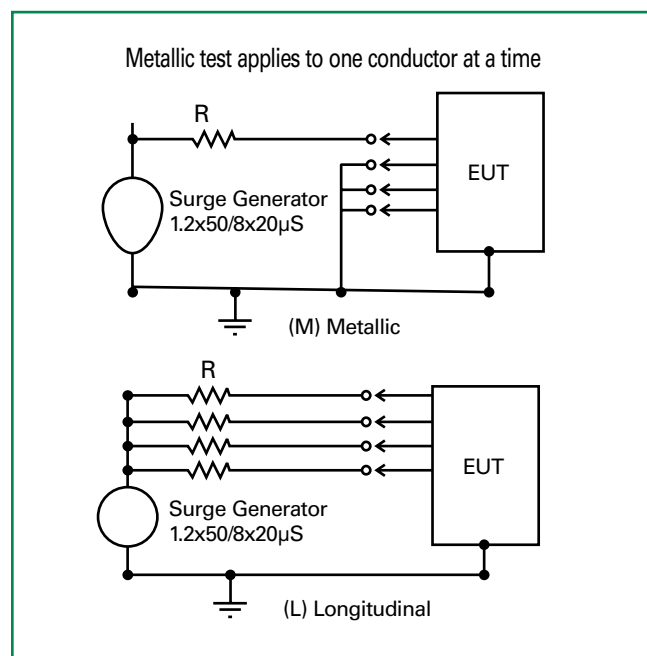 Metallic test applies to one conductor at a time
R
EUT
Surge Generator
1.2x50/8x20µS
(M) Metallic
R
EUT
Surge Generator
1.2x50/8x20µS
(L) Longitudinal